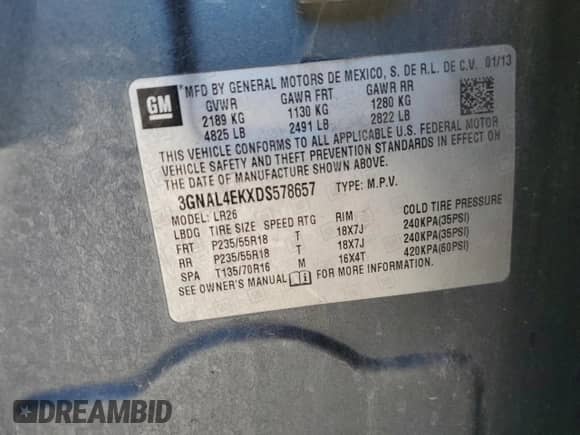 GM
MFD BY GENERAL MOTORS DE MEXICO, S. DE R.L. DE C.V. 01/13
GVWR GAWR FRT GAWR RR
2189 KG 1130 KG 1280 KG
4825 LB 2491 LB 2822 LB
THIS VEHICLE CONFORMS TO ALL APPLICABLE U.S. FEDERAL MOTOR
VEHICLE SAFETY AND THEFT PREVENTION STANDARDS IN EFFECT ON
THE DATE OF MANUFACTURE SHOWN ABOVE.
3GNAL4EKXDS578657 TYPE: M.P.V.
MODEL: LR26
LBDG TIRE SIZE SPEED RTG RIM COLD TIRE PRESSURE
FRT P235/55R18 T 18X7J 240KPA(35PSI)
RR P235/55R18 T 18X7J 240KPA(35PSI)
SPA T135/70R16 M 16X4T 420KPA(60PSI)
SEE OWNER'S MANUAL FOR MORE INFORMATION
DREAMBID